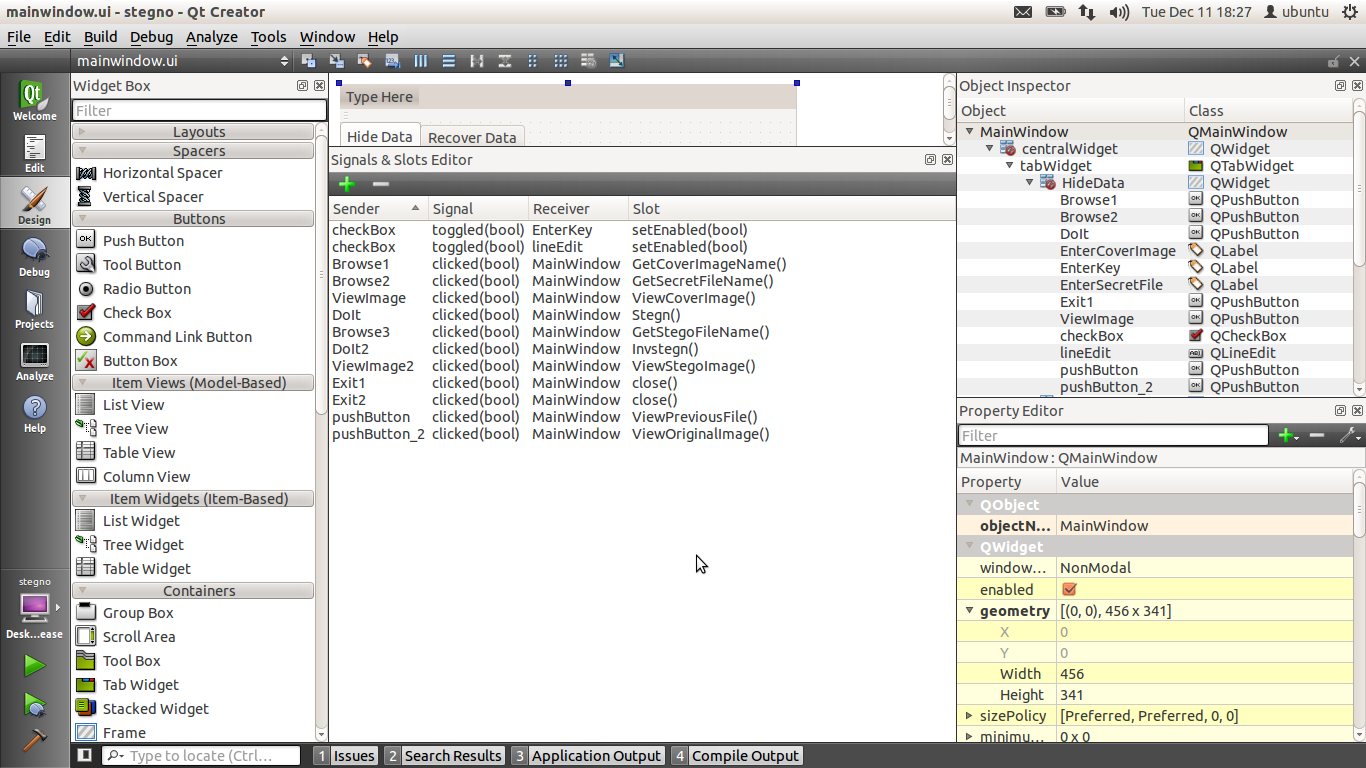 mainwindow.ui - stegno - Qt Creator
Tue Dec 11 18:27 ubuntu
File Edit Build Debug Analyze Tools Window Help
mainwindow.ui
Qt
Welcome
Edit
Design
Debug
Projects
Analyze
Help
stegno
Desk...ease
Widget Box
Filter
Layouts
Spacers
Horizontal Spacer
Vertical Spacer
Buttons
Push Button
Tool Button
Radio Button
Check Box
Command Link Button
Button Box
Item Views (Model-Based)
List View
Tree View
Table View
Column View
Item Widgets (Item-Based)
List Widget
Tree Widget
Table Widget
Containers
Group Box
Scroll Area
Tool Box
Tab Widget
Stacked Widget
Frame
Type Here
Hide Data Recover Data
Signals & Slots Editor
Sender Signal Receiver Slot
checkBox toggled(bool) EnterKey setEnabled(bool)
checkBox toggled(bool) lineEdit setEnabled(bool)
Browse1 clicked(bool) MainWindow GetCoverImageName()
Browse2 clicked(bool) MainWindow GetSecretFileName()
ViewImage clicked(bool) MainWindow ViewCoverImage()
DoIt clicked(bool) MainWindow Stegn()
Browse3 clicked(bool) MainWindow GetStegoFileName()
DoIt2 clicked(bool) MainWindow Invstegn()
ViewImage2 clicked(bool) MainWindow ViewStegoImage()
Exit1 clicked(bool) MainWindow close()
Exit2 clicked(bool) MainWindow close()
pushButton clicked(bool) MainWindow ViewPreviousFile()
pushButton_2 clicked(bool) MainWindow ViewOriginalImage()
Object Inspector
Object Class
MainWindow QMainWindow
centralWidget QWidget
tabWidget QTabWidget
HideData QWidget
Browse1 QPushButton
Browse2 QPushButton
DoIt QPushButton
EnterCoverImage QLabel
EnterKey QLabel
EnterSecretFile QLabel
Exit1 QPushButton
ViewImage QPushButton
checkBox QCheckBox
lineEdit QLineEdit
pushButton QPushButton
pushButton_2 QPushButton
Property Editor
Filter
MainWindow : QMainWindow
Property Value
QObject
objectN... MainWindow
QWidget
window... NonModal
enabled
geometry [(0, 0), 456 x 341]
X 0
Y 0
Width 456
Height 341
sizePolicy [Preferred, Preferred, 0, 0]
minimu... 0 x 0
Type to locate (Ctrl... 1 Issues 2 Search Results 3 Application Output 4 Compile Output